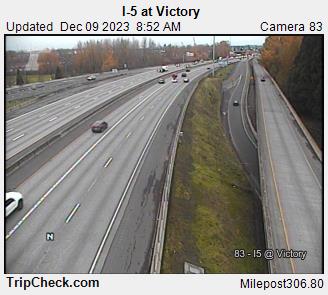 I-5 at Victory
Updated Dec 09 2023 8:52 AM Camera 83
N
83 - I5 @ Victory
TripCheck.com Milepost306.80